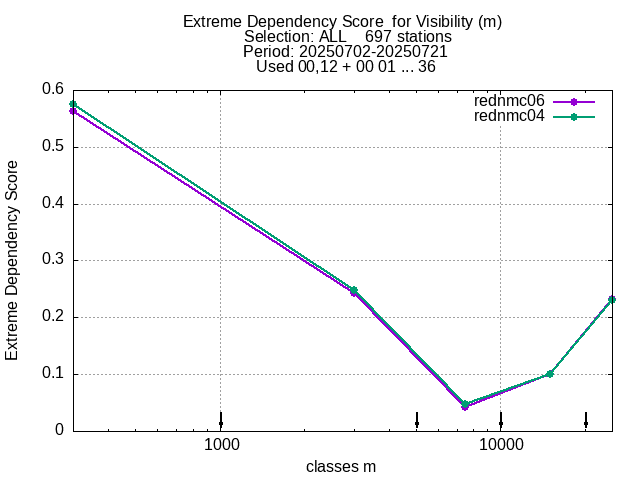 Extreme Dependency Score  for Visibility (m)
Selection: ALL    697 stations
Period: 20250702-20250721
Used 00,12 + 00 01 ... 36
rednmc06
rednmc04
0.6
0.5
0.4
0.3
0.2
0.1
0
Extreme Dependency Score
1000
10000
classes m